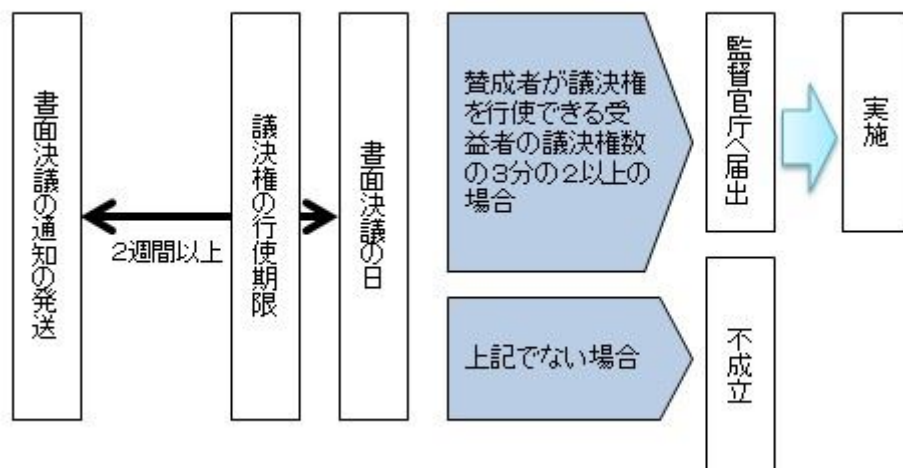 書面決議の通知の発送
2週間以上
議決権の行使期限
書面決議の日
賛成者が議決権
を行使できる受
益者の議決権数
の3分の2以上の
場合
監督官庁へ届出
実施
上記でない場合
不成立